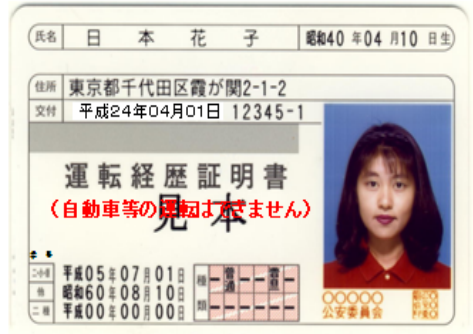 氏名 日本花子 昭和40年04月10日生
住所 東京都千代田区霞が関2-1-2
交付 平成24年04月01日 12345-1
運転経歴証明書
見本
(自動車等の運転はできません)
二小原 平成05年07月01日
他 昭和60年08月10日
二種 平成00年00月00日
種類 普通
○○○○○
公安委員会